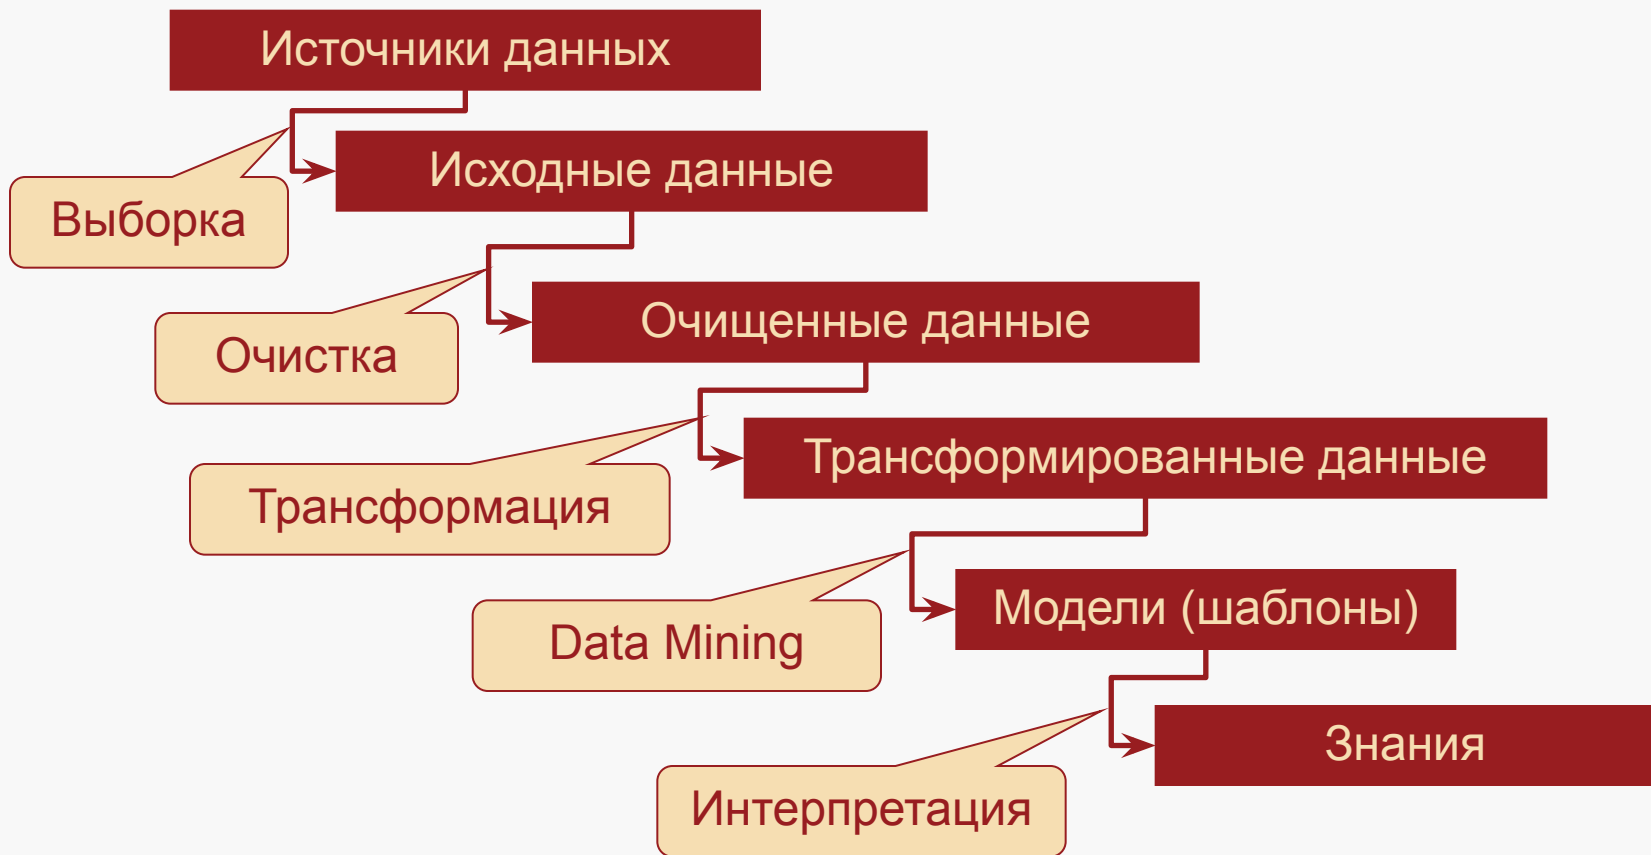 Источники данных
Исходные данные
Выборка
Очищенные данные
Очистка
Трансформированные данные
Трансформация
Модели (шаблоны)
Data Mining
Знания
Интерпретация